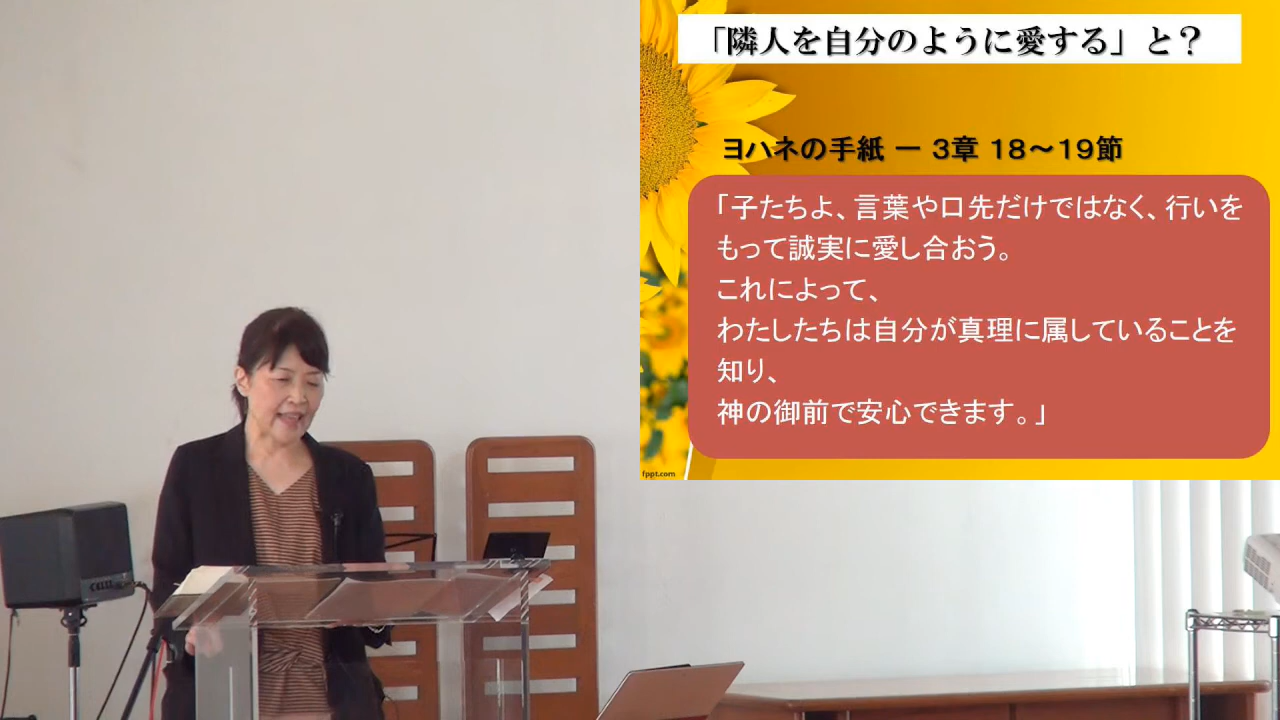 「隣人を自分のように愛する」と？
ヨハネの手紙 一 3章 18～19節
「子たちよ、言葉や口先だけではなく、行いを
もって誠実に愛し合おう。
これによって、
わたしたちは自分が真理に属していることを
知り、
神の御前で安心できます。」
fppt.com